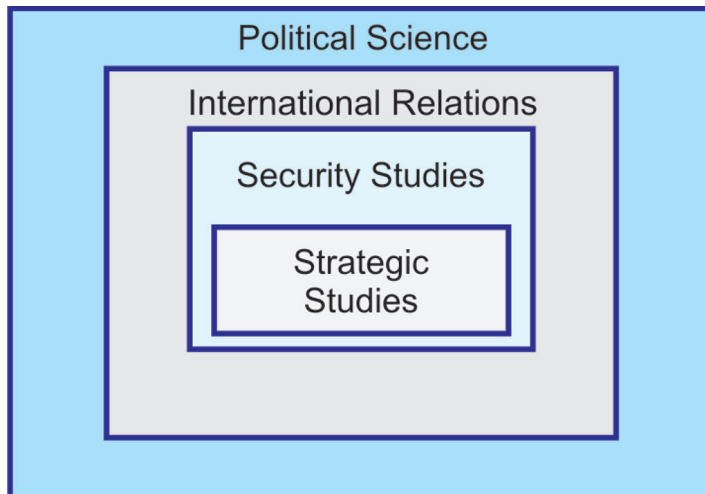 Political Science
International Relations
Security Studies
Strategic
Studies